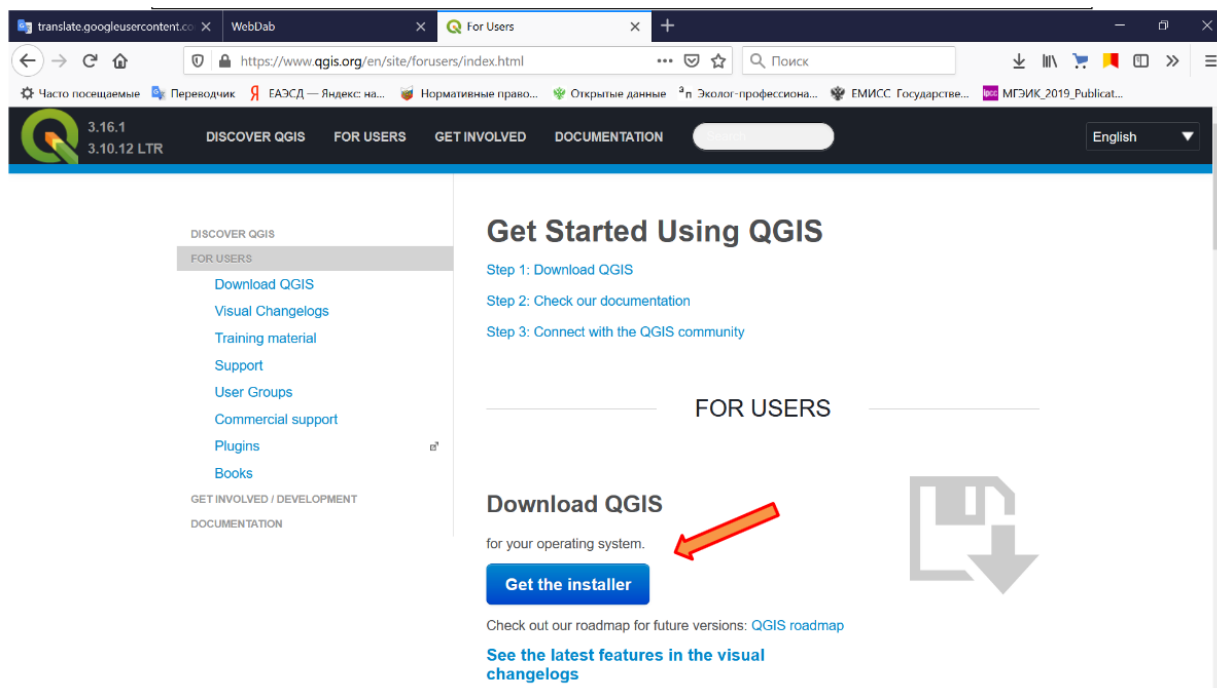 translate.googleusercontent.co
WebDab
For Users
https://www.qgis.org/en/site/forusers/index.html
Поиск
Часто посещаемые
Переводчик
ЕАЭСД — Яндекс: на...
Нормативные право...
Открытые данные
Эколог-профессиона...
ЕМИСС Государстве...
МГЭИК_2019_Publicat...
3.16.1
3.10.12 LTR
DISCOVER QGIS
FOR USERS
GET INVOLVED
DOCUMENTATION
English
DISCOVER QGIS
FOR USERS
Download QGIS
Visual Changelogs
Training material
Support
User Groups
Commercial support
Plugins
Books
GET INVOLVED / DEVELOPMENT
DOCUMENTATION
Get Started Using QGIS
Step 1: Download QGIS
Step 2: Check our documentation
Step 3: Connect with the QGIS community
FOR USERS
Download QGIS
for your operating system.
Get the installer
Check out our roadmap for future versions: QGIS roadmap
See the latest features in the visual
changelogs